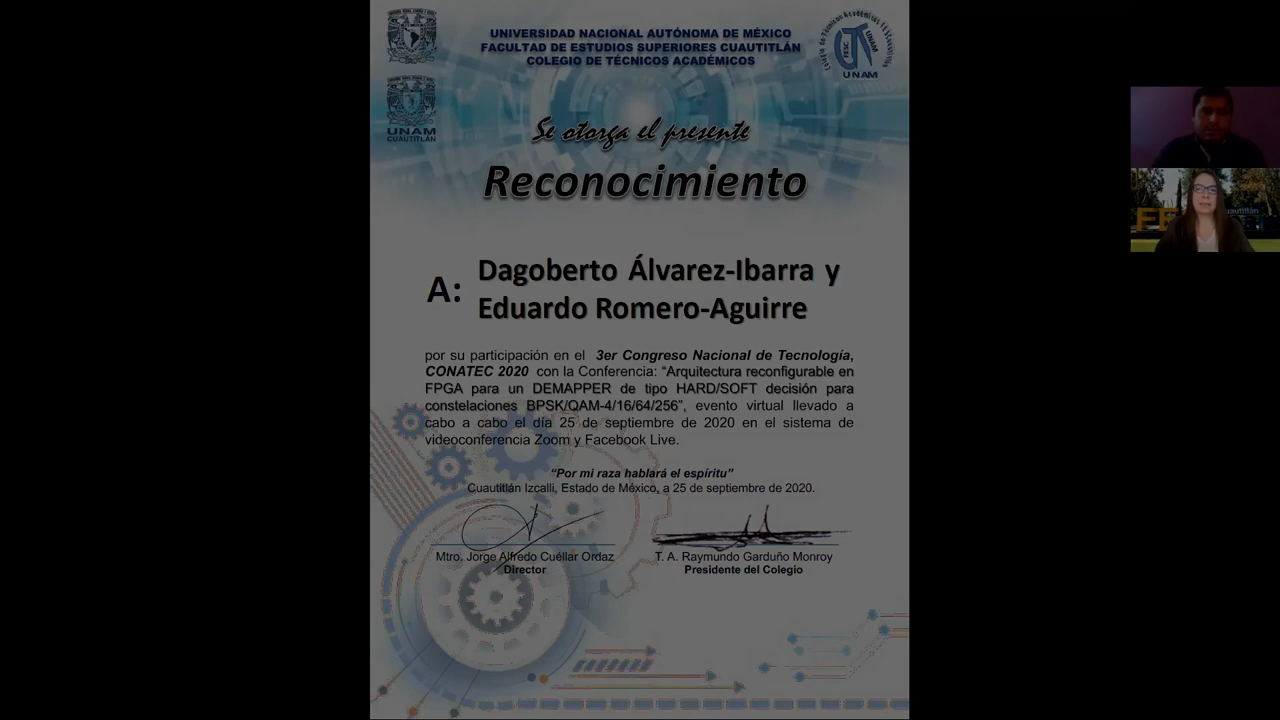 UNIVERSIDAD NACIONAL AUTÓNOMA DE MÉXICO
FACULTAD DE ESTUDIOS SUPERIORES CUAUTITLÁN
COLEGIO DE TÉCNICOS ACADÉMICOS
UNAM
CUAUTITLÁN
UNAM
Se otorga el presente
Reconocimiento
A: Dagoberto Álvarez-Ibarra y
Eduardo Romero-Aguirre
por su participación en el 3er Congreso Nacional de Tecnología,
CONATEC 2020 con la Conferencia: “Arquitectura reconfigurable en
FPGA para un DEMAPPER de tipo HARD/SOFT decisión para
constelaciones BPSK/QAM-4/16/64/256”, evento virtual llevado a
cabo a cabo el día 25 de septiembre de 2020 en el sistema de
videoconferencia Zoom y Facebook Live.
“Por mi raza hablará el espíritu”
Cuautitlán Izcalli, Estado de México, a 25 de septiembre de 2020.
Mtro. Jorge Alfredo Cuéllar Ordaz
Director
T. A. Raymundo Garduño Monroy
Presidente del Colegio